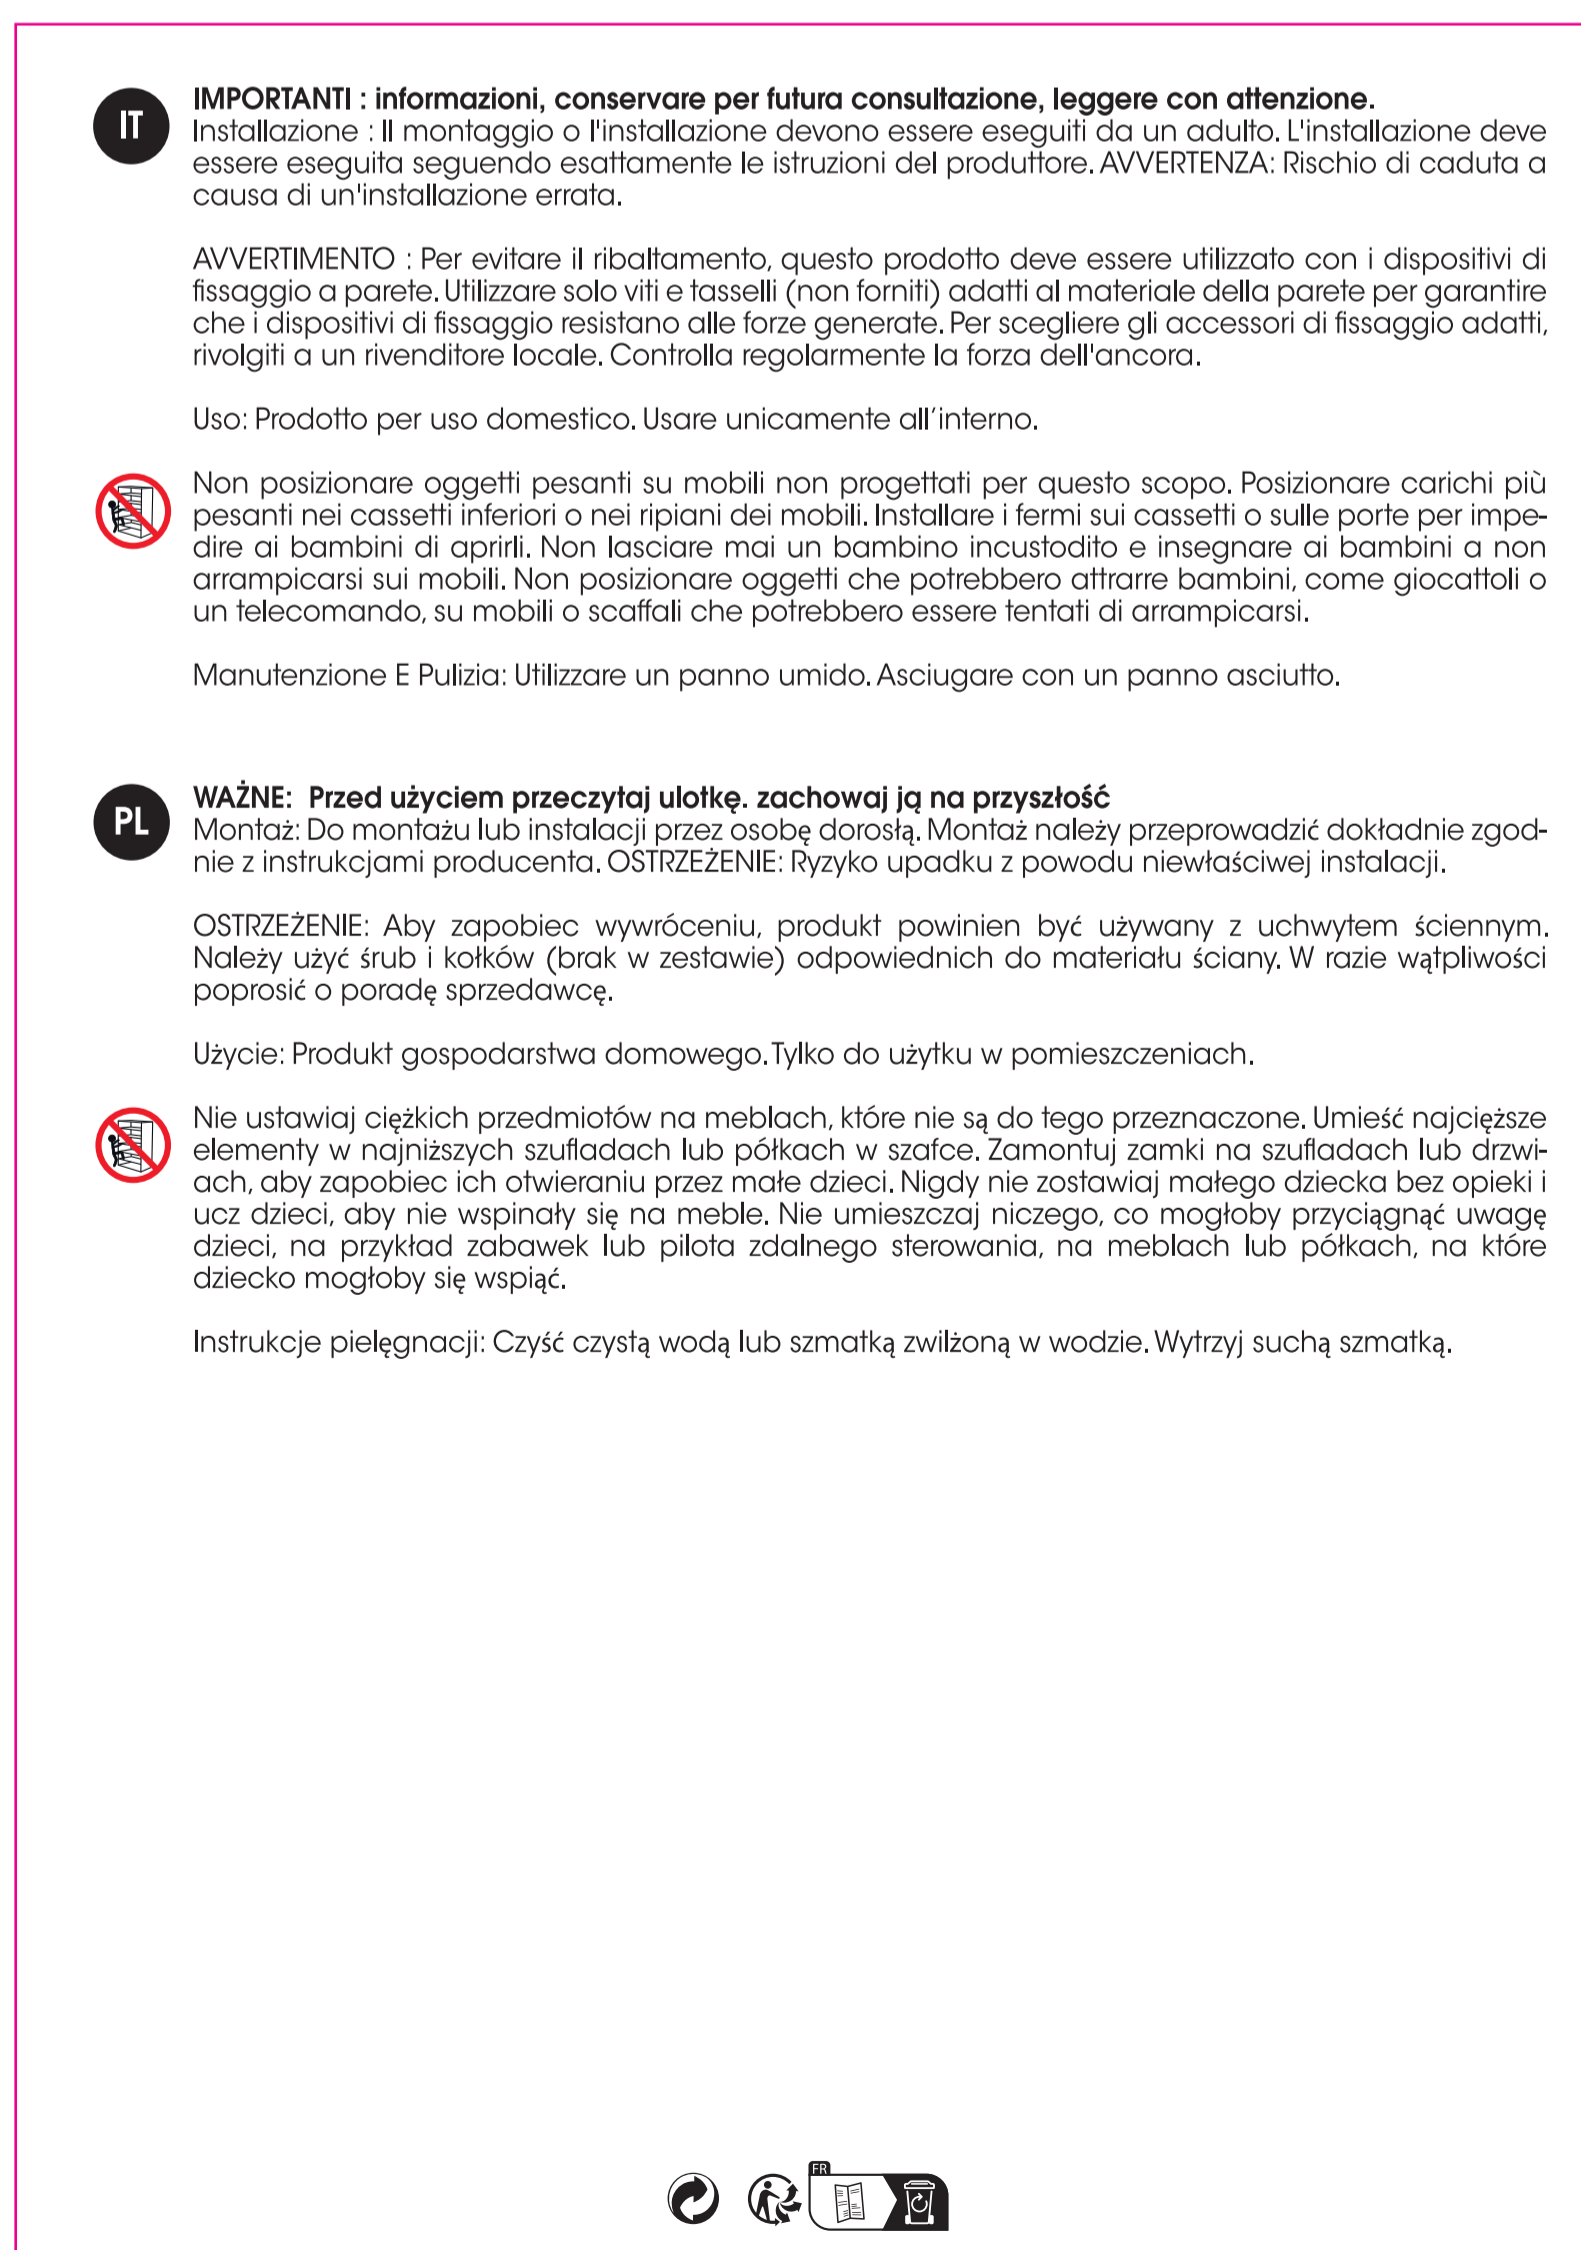 IT
IMPORTANTI : informazioni, conservare per futura consultazione, leggere con attenzione.
Installazione : Il montaggio o l'installazione devono essere eseguiti da un adulto. L'installazione deve
essere eseguita seguendo esattamente le istruzioni del produttore. AVVERTENZA: Rischio di caduta a
causa di un'installazione errata.
AVVERTIMENTO : Per evitare il ribaltamento, questo prodotto deve essere utilizzato con i dispositivi di
fissaggio a parete. Utilizzare solo viti e tasselli (non forniti) adatti al materiale della parete per garantire
che i dispositivi di fissaggio resistano alle forze generate. Per scegliere gli accessori di fissaggio adatti,
rivolgiti a un rivenditore locale. Controlla regolarmente la forza dell'ancora.
Uso: Prodotto per uso domestico. Usare unicamente all'interno.
Non posizionare oggetti pesanti su mobili non progettati per questo scopo. Posizionare carichi più
pesanti nei cassetti inferiori o nei ripiani dei mobili. Installare i fermi sui cassetti o sulle porte per impe-
dire ai bambini di aprirli. Non lasciare mai un bambino incustodito e insegnare ai bambini a non
arrampicarsi sui mobili. Non posizionare oggetti che potrebbero attrarre bambini, come giocattoli o
un telecomando, su mobili o scaffali che potrebbero essere tentati di arrampicarsi.
Manutenzione E Pulizia: Utilizzare un panno umido. Asciugare con un panno asciutto.
PL
WAŻNE: Przed użyciem przeczytaj ulotkę. zachowaj ją na przyszłość
Montaż: Do montażu lub instalacji przez osobę dorosłą. Montaż należy przeprowadzić dokładnie zgod-
nie z instrukcjami producenta. OSTRZEŻENIE: Ryzyko upadku z powodu niewłaściwej instalacji.
OSTRZEŻENIE: Aby zapobiec wywróceniu, produkt powinien być używany z uchwytem ściennym.
Należy użyć śrub i kołków (brak w zestawie) odpowiednich do materiału ściany. W razie wątpliwości
poprosić o poradę sprzedawcę.
Użycie: Produkt gospodarstwa domowego. Tylko do użytku w pomieszczeniach.
Nie ustawiaj ciężkich przedmiotów na meblach, które nie są do tego przeznaczone. Umieść najcięższe
elementy w najniższych szufladach lub półkach w szafce. Zamontuj zamki na szufladach lub drzwi-
ach, aby zapobiec ich otwieraniu przez małe dzieci. Nigdy nie zostawiaj małego dziecka bez opieki i
ucz dzieci, aby nie wspinały się na meble. Nie umieszczaj niczego, co mogłoby przyciągnąć uwagę
dzieci, na przykład zabawek lub pilota zdalnego sterowania, na meblach lub półkach, na które
dziecko mogłoby się wspiąć.
Instrukcje pielęgnacji: Czyść czystą wodą lub szmatką zwilżoną w wodzie. Wytrzyj suchą szmatką.
FR